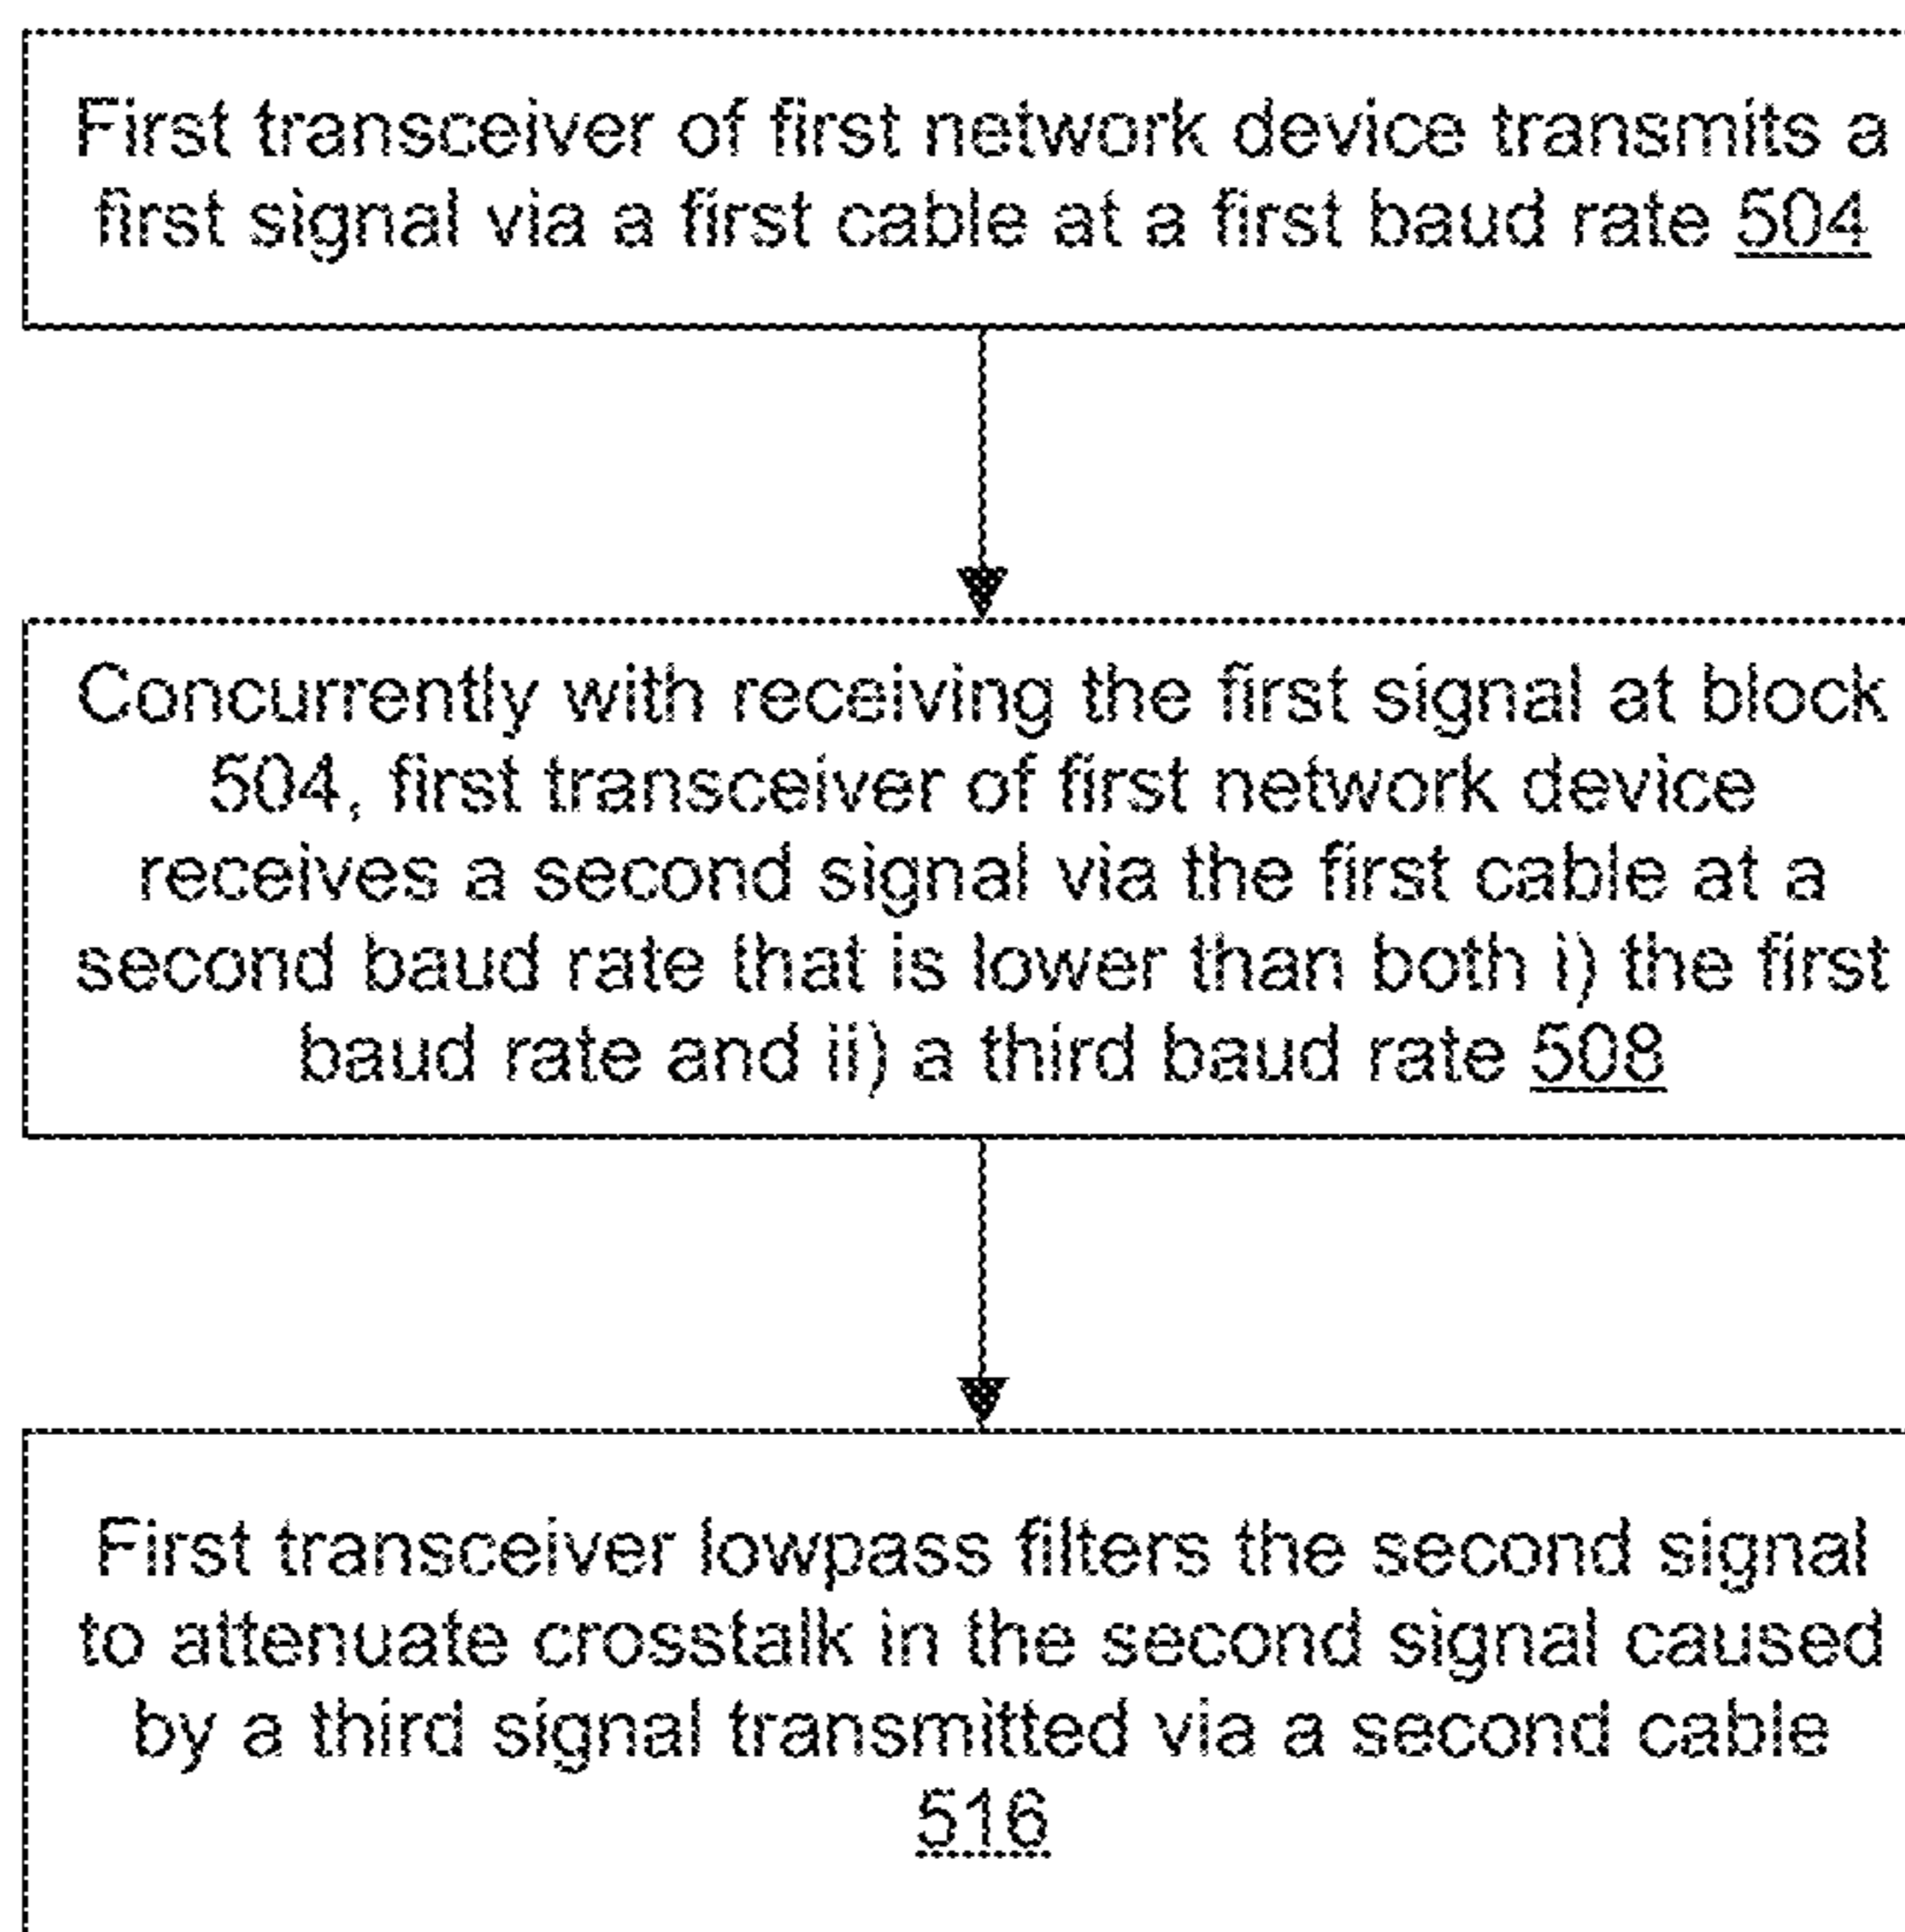 First transceiver of first network device transmits a
first signal via a first cable at a first baud rate 504
Concurrently with receiving the first signal at block
504, first transceiver of first network device
receives a second signal via the first cable at a
second baud rate that is lower than both i) the first
baud rate and ii) a third baud rate 508
First transceiver lowpass filters the second signal
to attenuate crosstalk in the second signal caused
by a third signal transmitted via a second cable
516